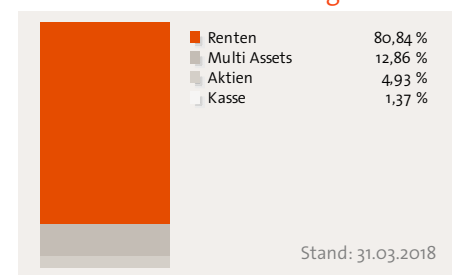 Renten 80,84 %
Multi Assets 12,86 %
Aktien 4,93 %
Kasse 1,37 %
Stand: 31.03.2018